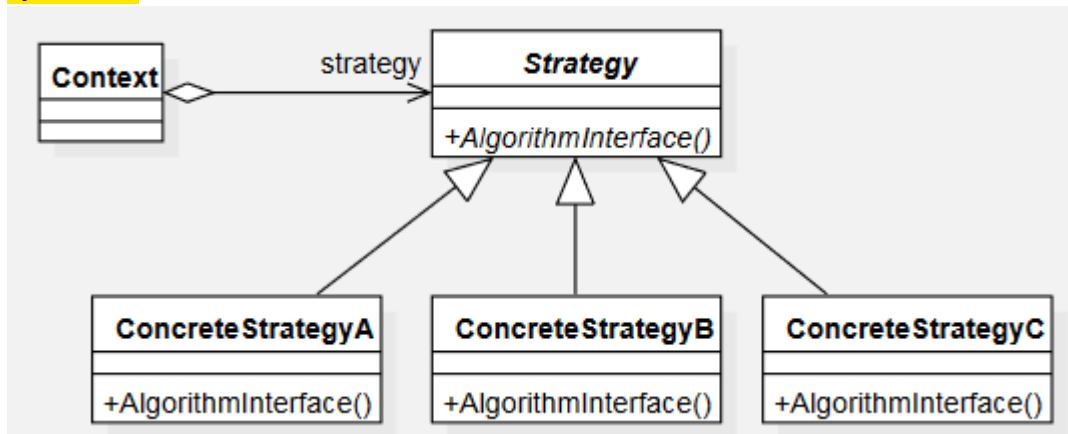 Context
strategy
Strategy
+AlgorithmInterface()
ConcreteStrategyA
+AlgorithmInterface()
ConcreteStrategyB
+AlgorithmInterface()
ConcreteStrategyC
+AlgorithmInterface()